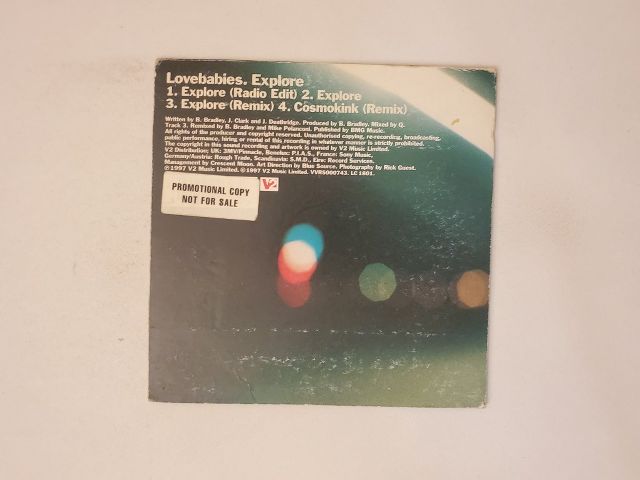 Lovebabies. Explore
1. Explore (Radio Edit) 2. Explore
3. Explore (Remix) 4. Cosmokink (Remix)
Written by B. Bradley, J. Clark and J. Deathridge. Produced by B. Bradley. Mixed by Q.
Track 3. Remixed by B. Bradley and Mike Pelanconi. Published by BMG Music.
All rights of the producer and copyright reserved. Unauthorised copying, re-recording, broadcasting,
public performance, hiring or rental of this recording in whatever manner is strictly prohibited.
The copyright in this sound recording and artwork is owned by V2 Music Limited.
V2 Distribution: UK: 3MV/Pinnacle, Benelux: P.I.A.S., France: Sony Music,
Germany/Austria: Rough Trade, Scandinavia: S.M.D., Eire: Record Services.
Management by Crescent Moon. Art Direction by Blue Source. Photography by Rick Guest.
℗1997 V2 Music Limited. ©1997 V2 Music Limited. VVR5000743. LC 1801.
PROMOTIONAL COPY
NOT FOR SALE
V2